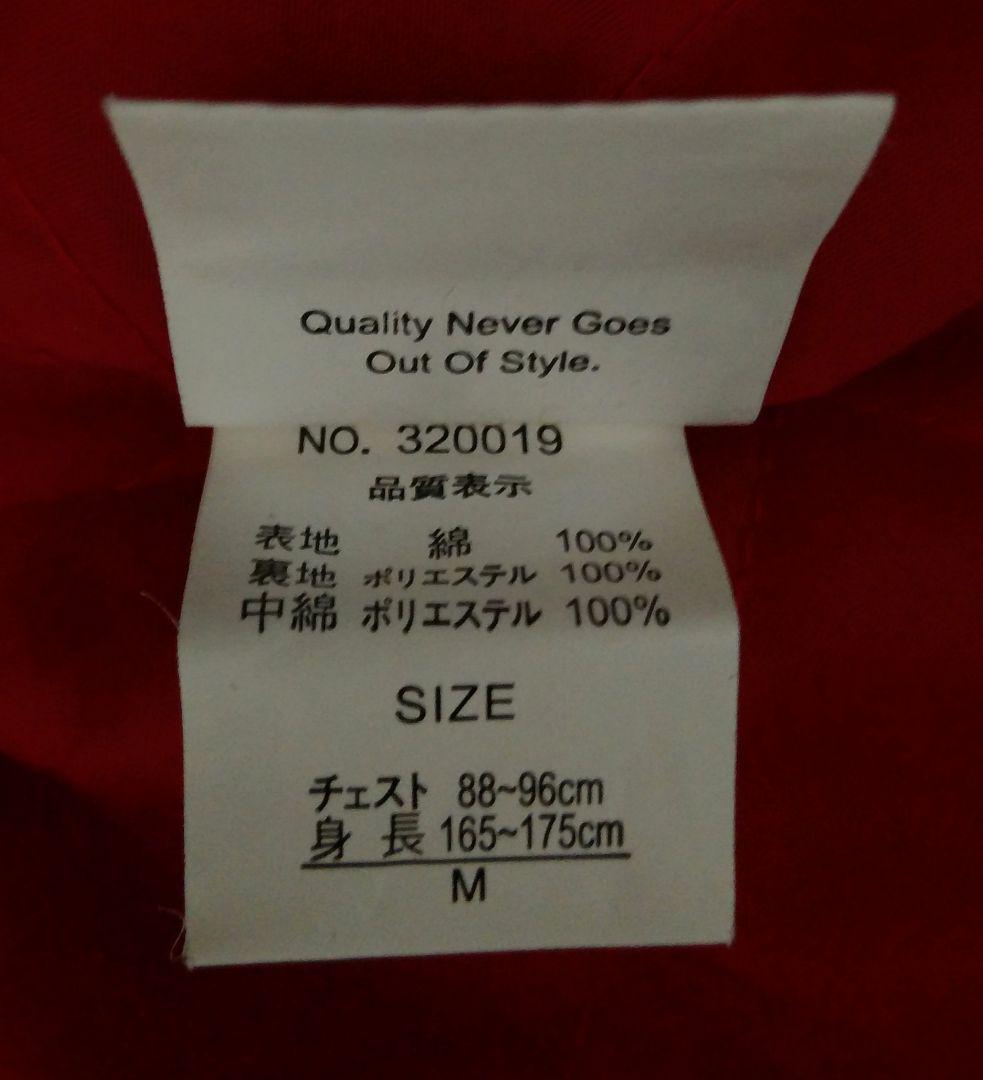 Quality Never Goes
Out Of Style.
NO. 320019
品質表示
表地 綿 100%
裏地 ポリエステル 100%
中綿 ポリエステル 100%
SIZE
チェスト 88~96cm
身 長 165~175cm
M